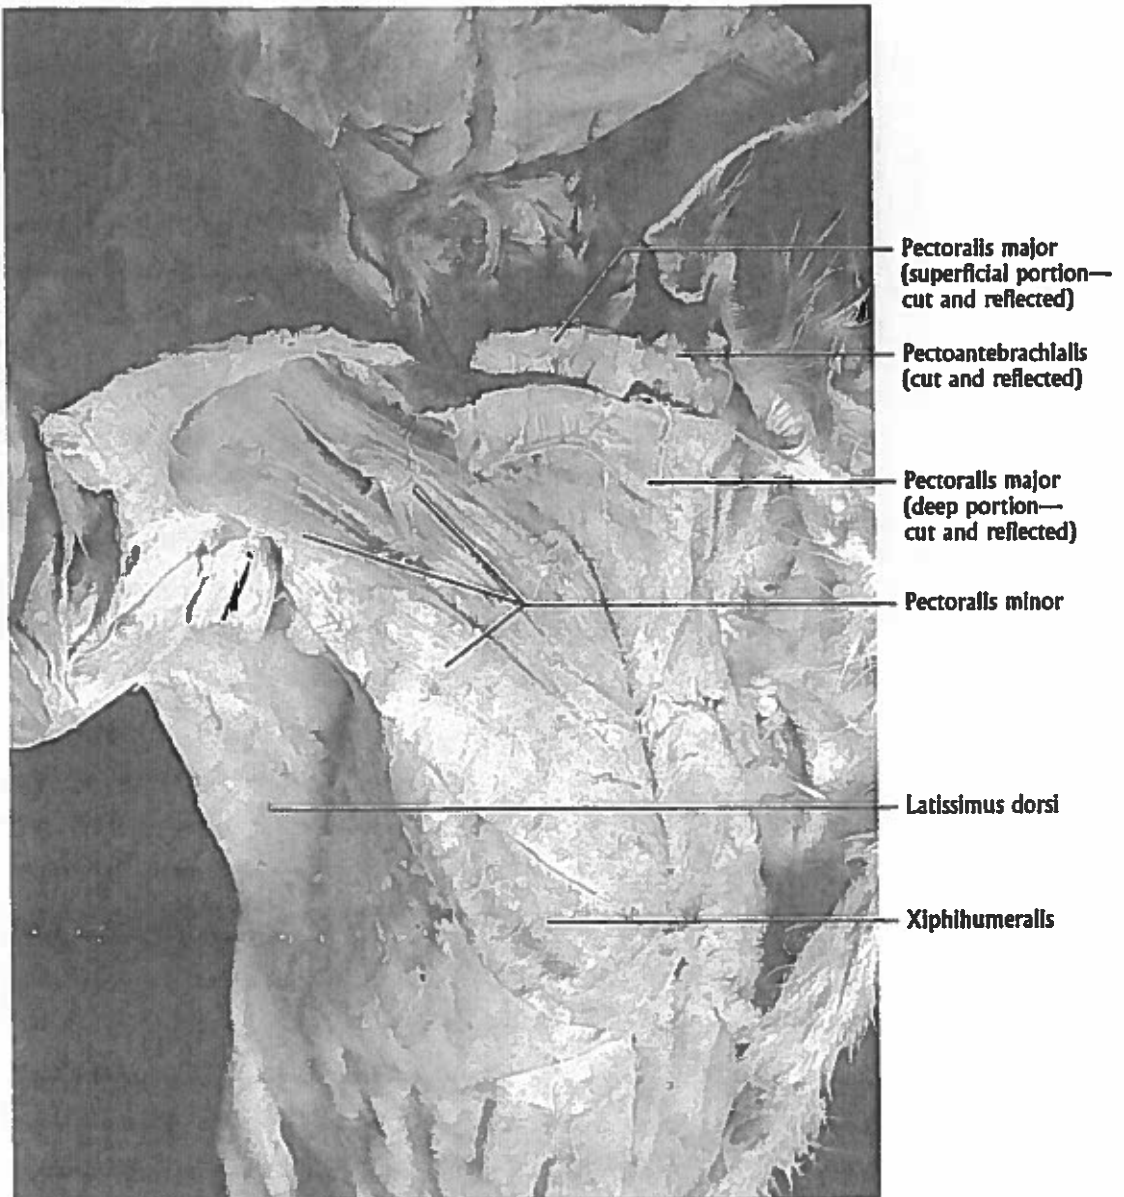 Pectoralis major
(superficial portion—
cut and reflected)
Pectoantebrachialis
(cut and reflected)
Pectoralis major
(deep portion—
cut and reflected)
Pectoralis minor
Latissimus dorsi
Xiphihumeralis